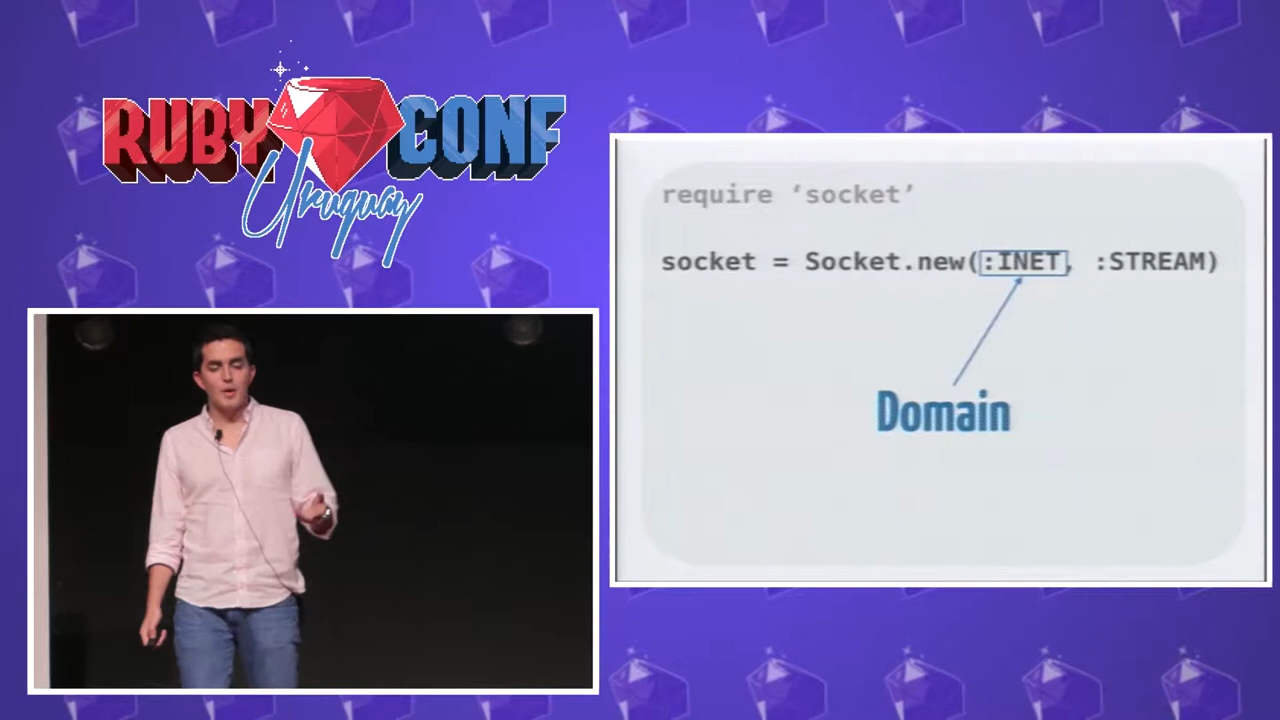 RUBY CONF
Uruguay
require ‘socket’
socket = Socket.new(:INET, :STREAM)
Domain